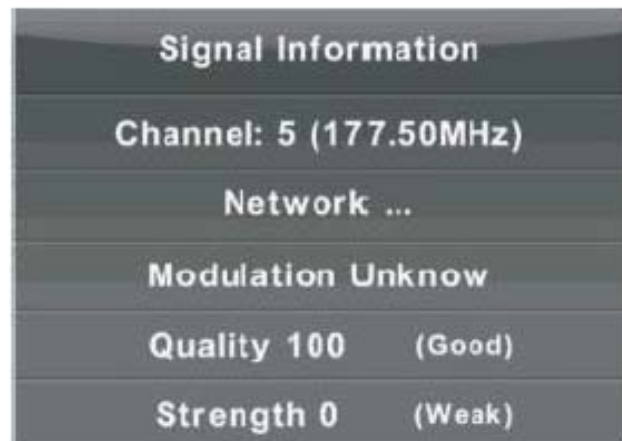 Signal Information
Channel: 5 (177.50MHz)
Network ...
Modulation Unknow
Quality 100 (Good)
Strength 0 (Weak)